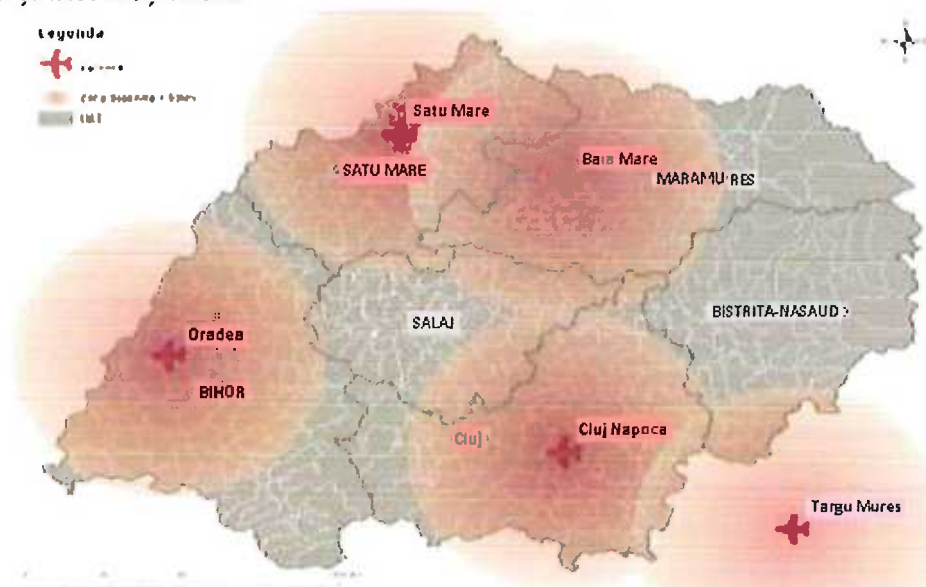 Legenda
Satu Mare
SATU MARE
Baia Mare
MARAMURES
Oradea
BIHOR
SALAJ
BISTRITA-NASAUD
Cluj
Cluj Napoca
Targu Mures